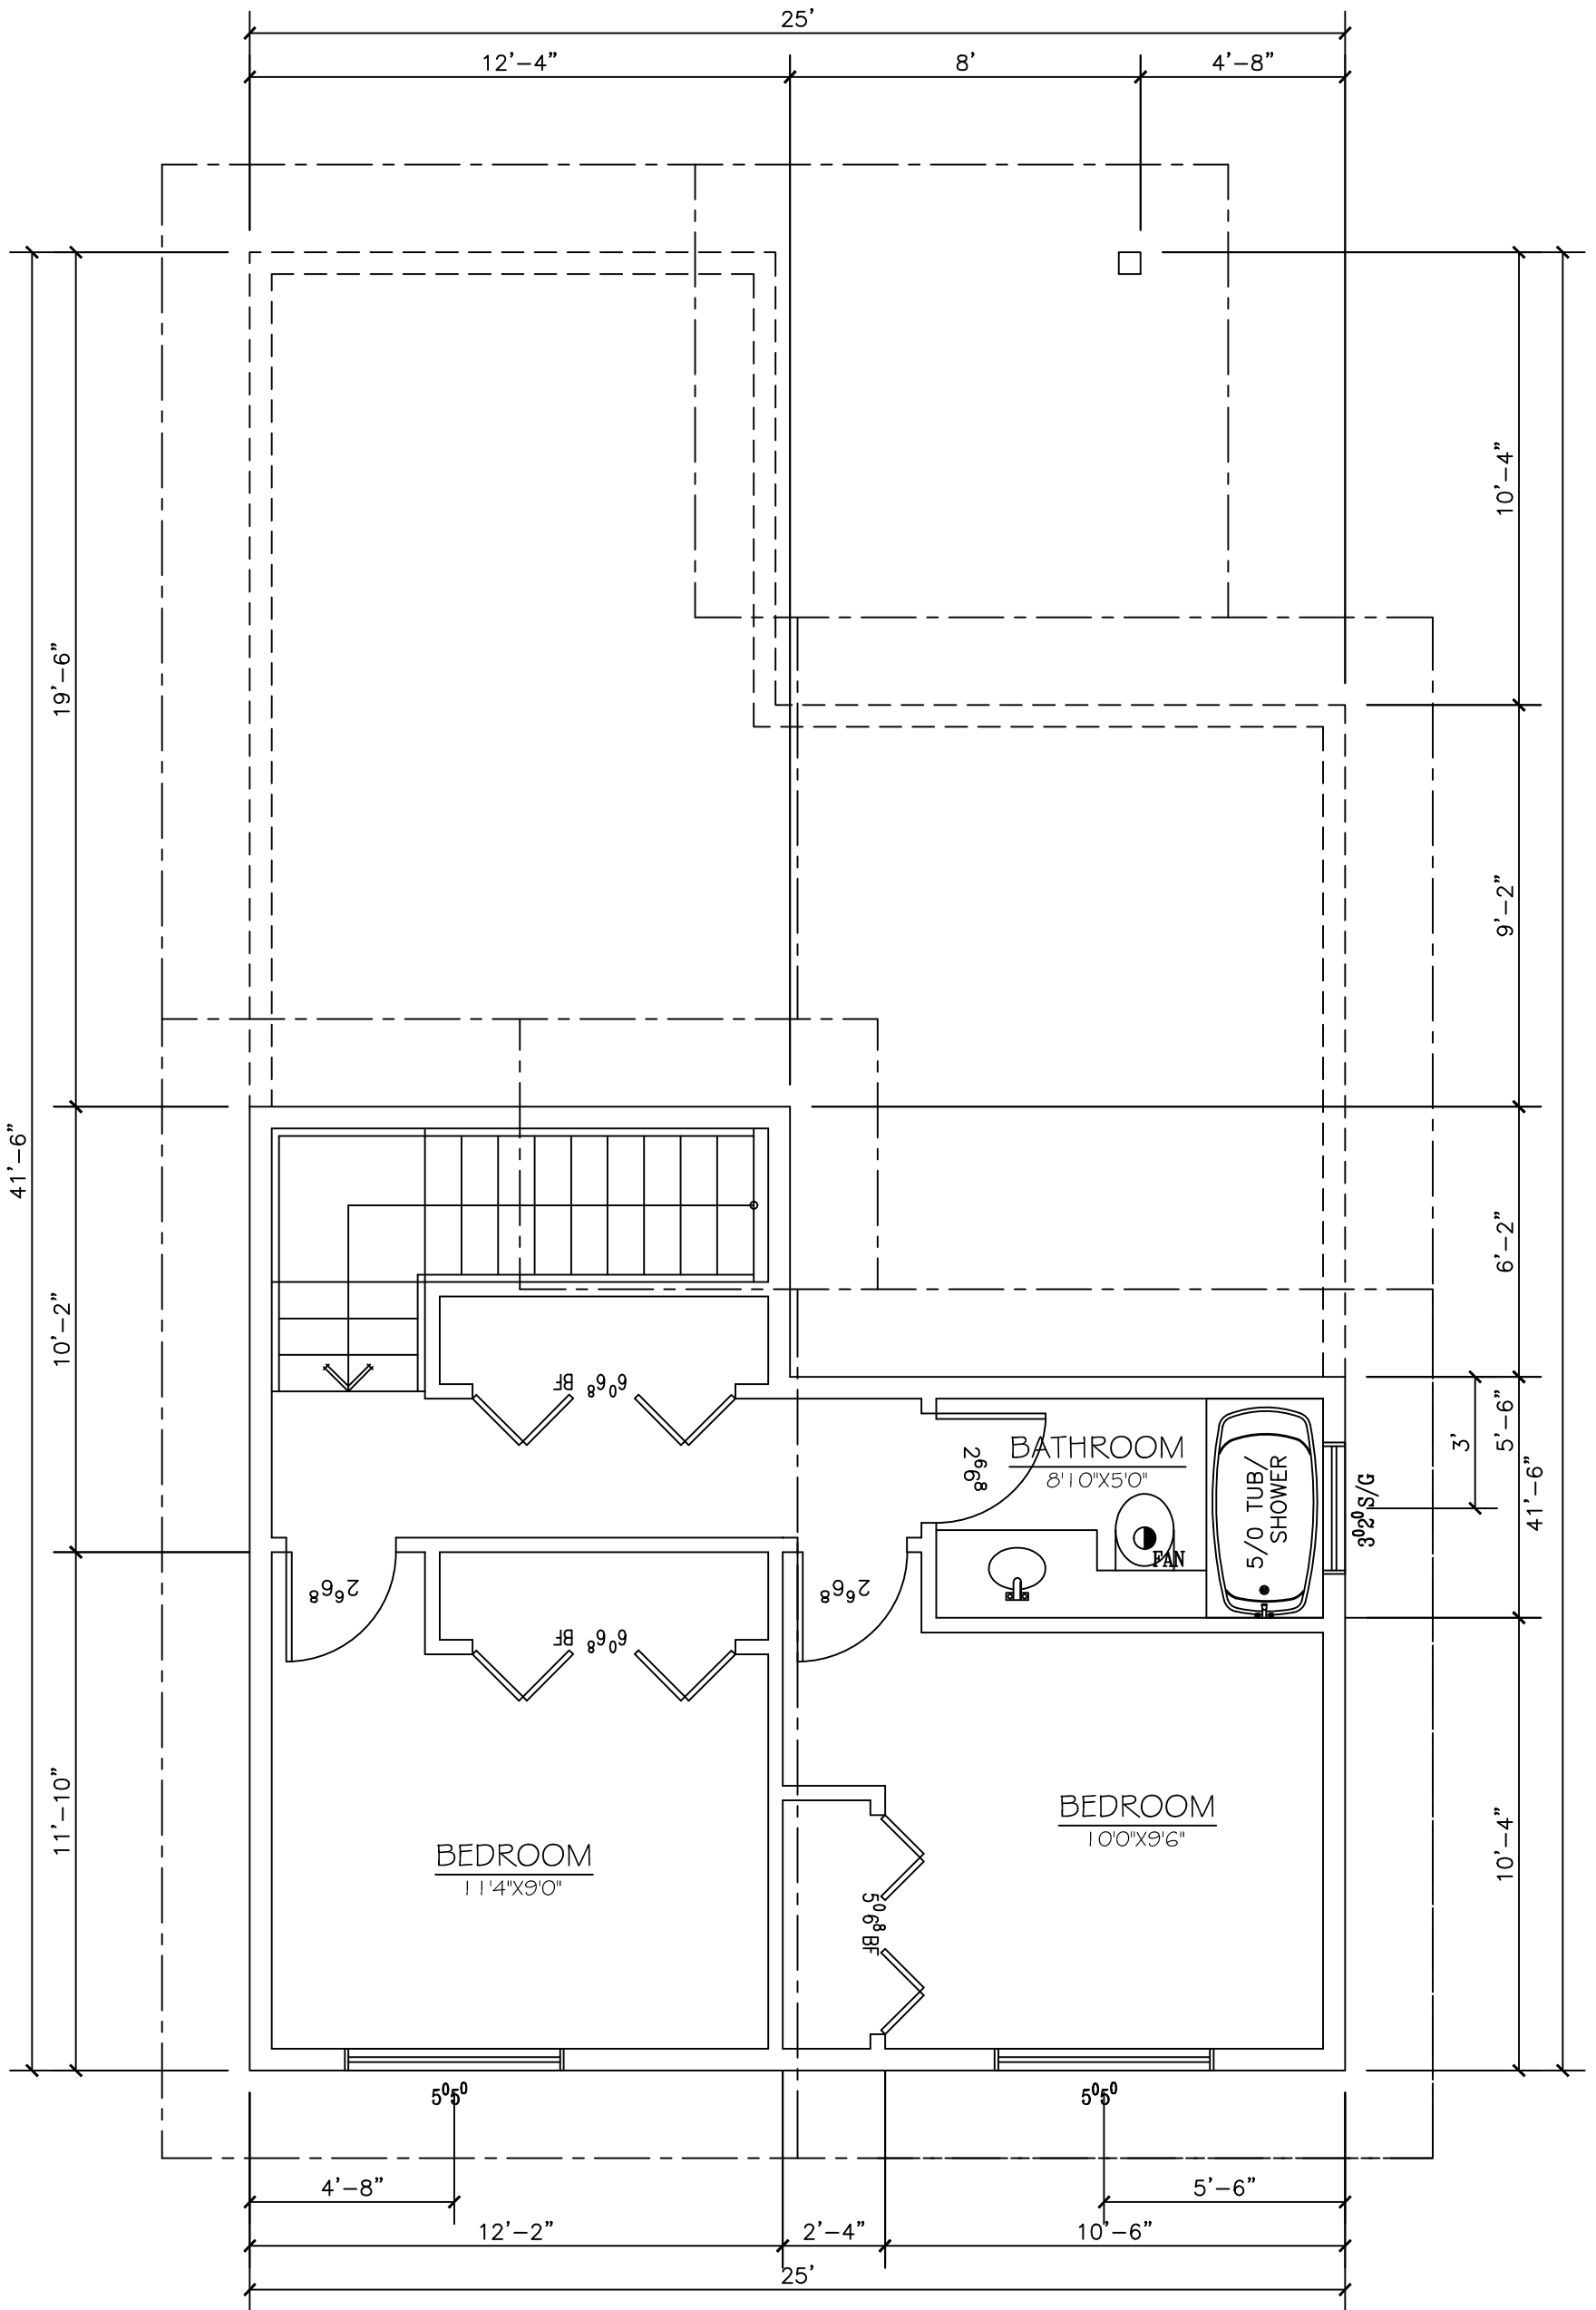 25'
12'-4"
8'
4'-8"
10'-4"
19'-6"
9'-2"
41'-6"
6'-2"
10'-2"
6⁰6⁸ BF
3'
5'-6"
41'-6"
BATHROOM
8'10"X5'0"
2⁶6⁸
5/0 TUB/
SHOWER
3⁰2⁰S/G
FAN
2⁶6⁸
2⁶6⁸
6⁰6⁸ BF
11'-10"
BEDROOM
10'0"X9'6"
10'-4"
BEDROOM
11'4"X9'0"
5⁰6⁸BF
5⁰5⁰
5⁰5⁰
4'-8"
5'-6"
12'-2"
2'-4"
10'-6"
25'